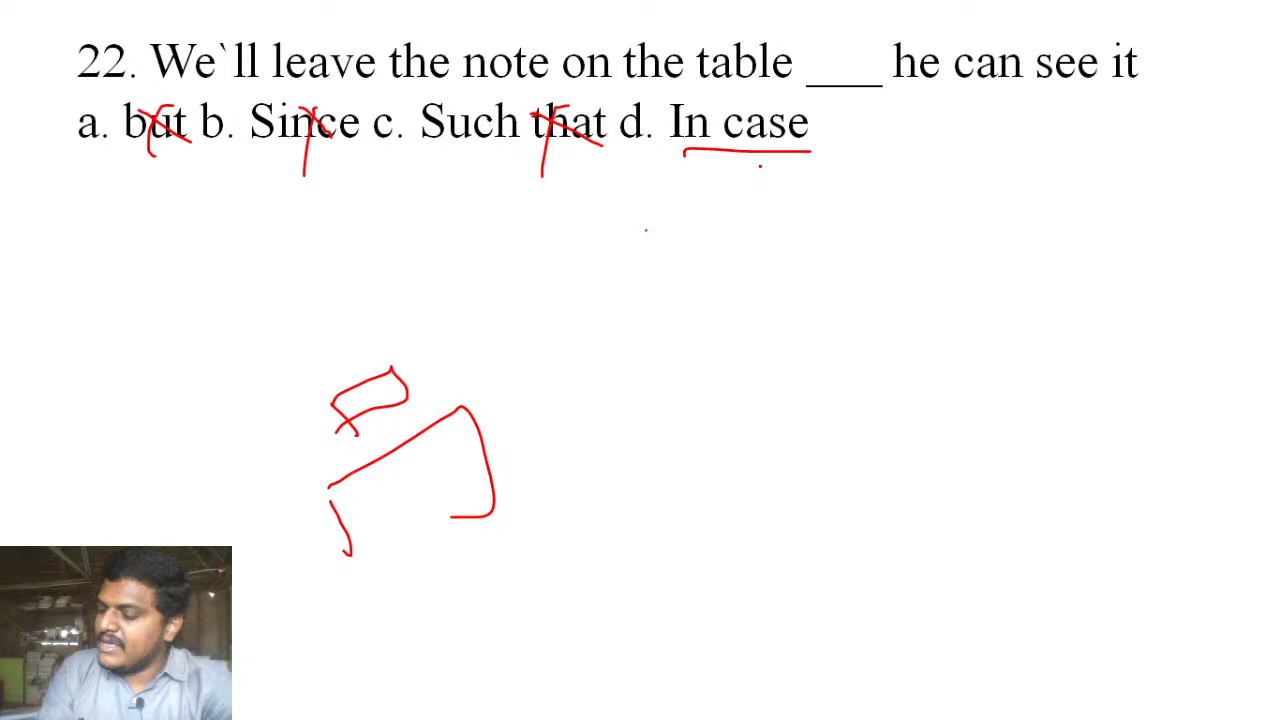 22. We`ll leave the note on the table ____ he can see it
a. but b. Since c. Such that d. In case